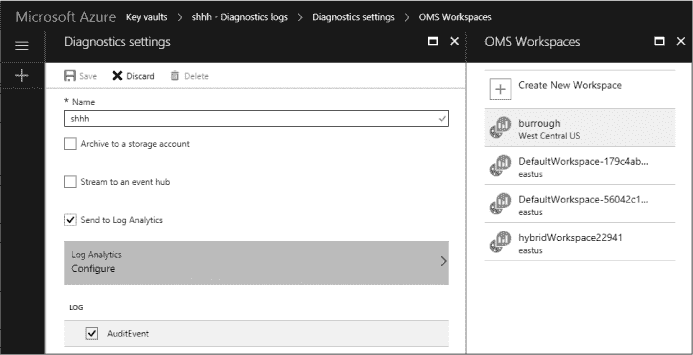 Microsoft Azure Key vaults > shhh - Diagnostics logs > Diagnostics settings > OMS Workspaces
Diagnostics settings
Save Discard Delete
* Name
shhh
Archive to a storage account
Stream to an event hub
Send to Log Analytics
Log Analytics
Configure
LOG
AuditEvent
OMS Workspaces
Create New Workspace
burrough
West Central US
DefaultWorkspace-179c4ab...
eastus
DefaultWorkspace-56042c1...
eastus
hybridWorkspace22941
eastus